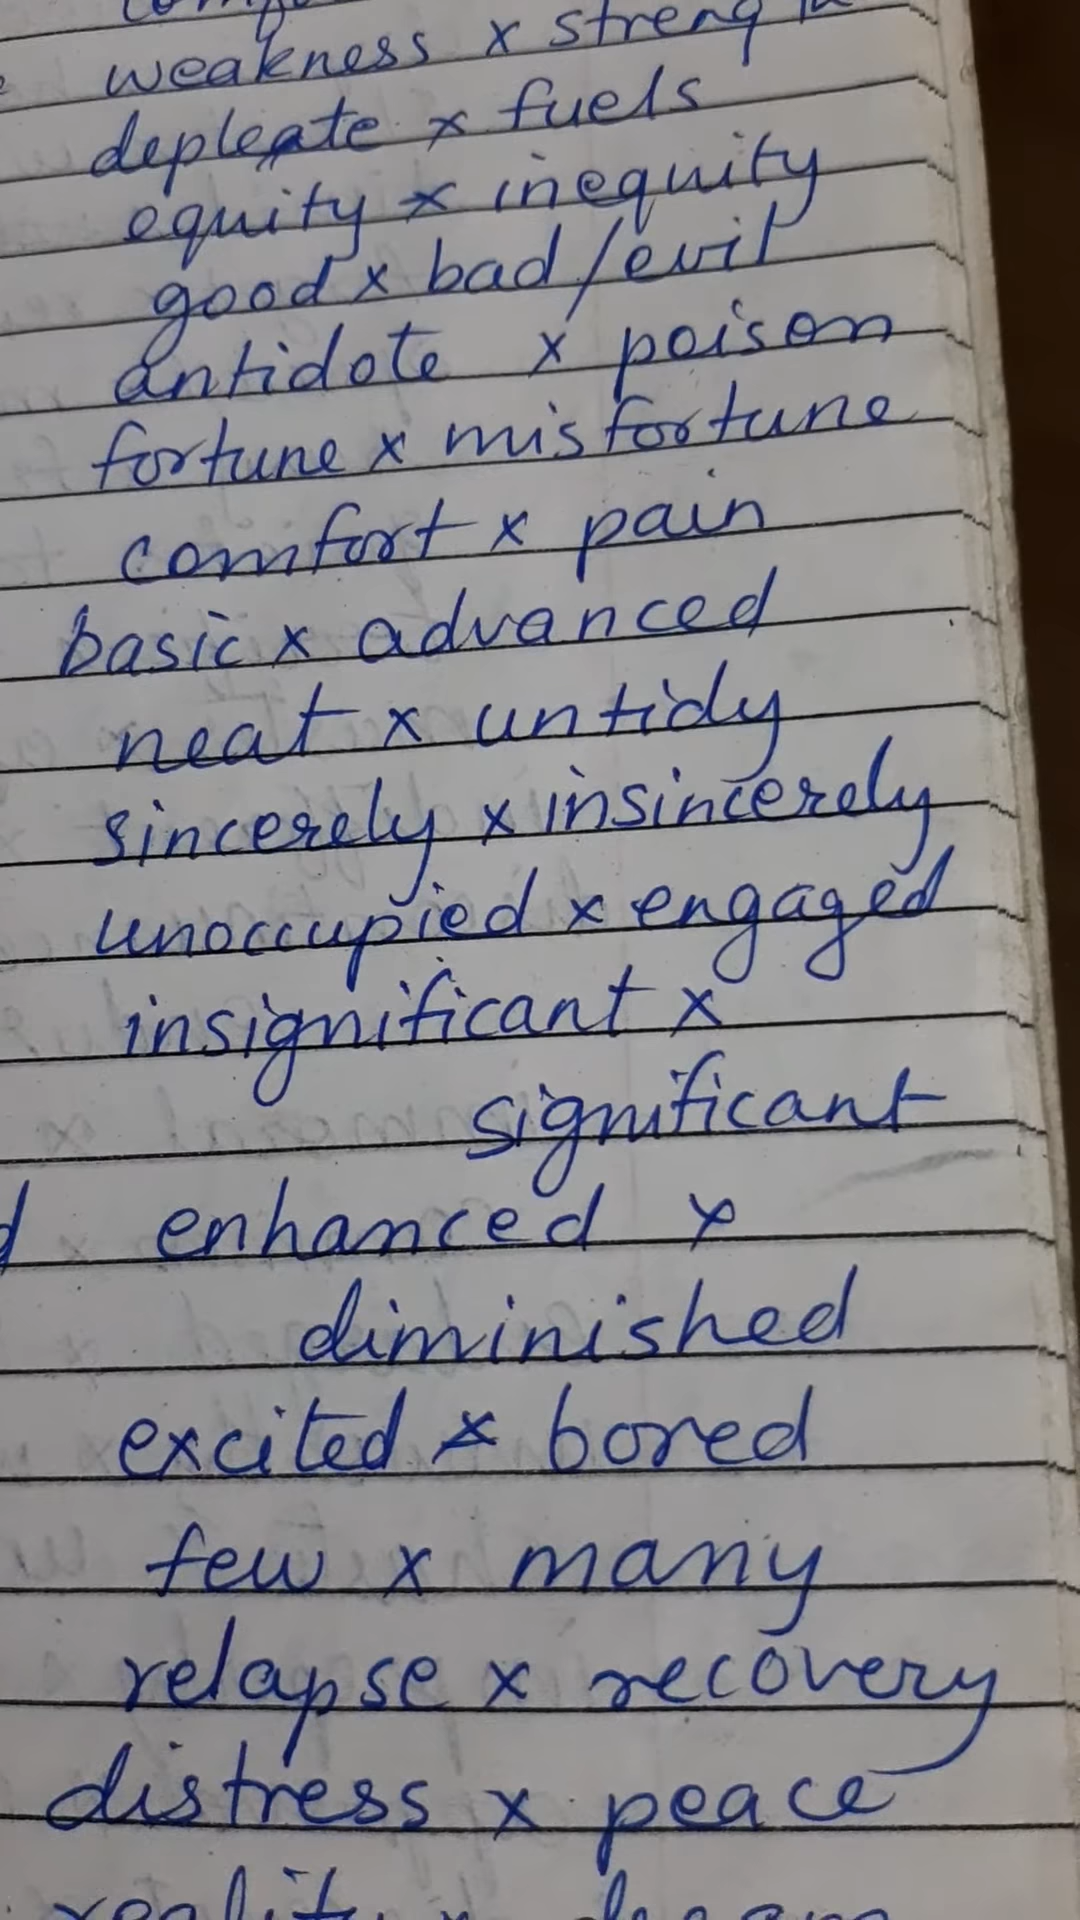 weakness x strength
depleate x fuels
equity x inequity
good x bad/evil
antidote x poison
fortune x misfortune
comfort x pain
basic x advanced
neat x untidy
sincerely x insincerely
unoccupied x engaged
insignificant x
significant
enhanced x
diminished
excited x bored
few x many
relapse x recovery
distress x peace